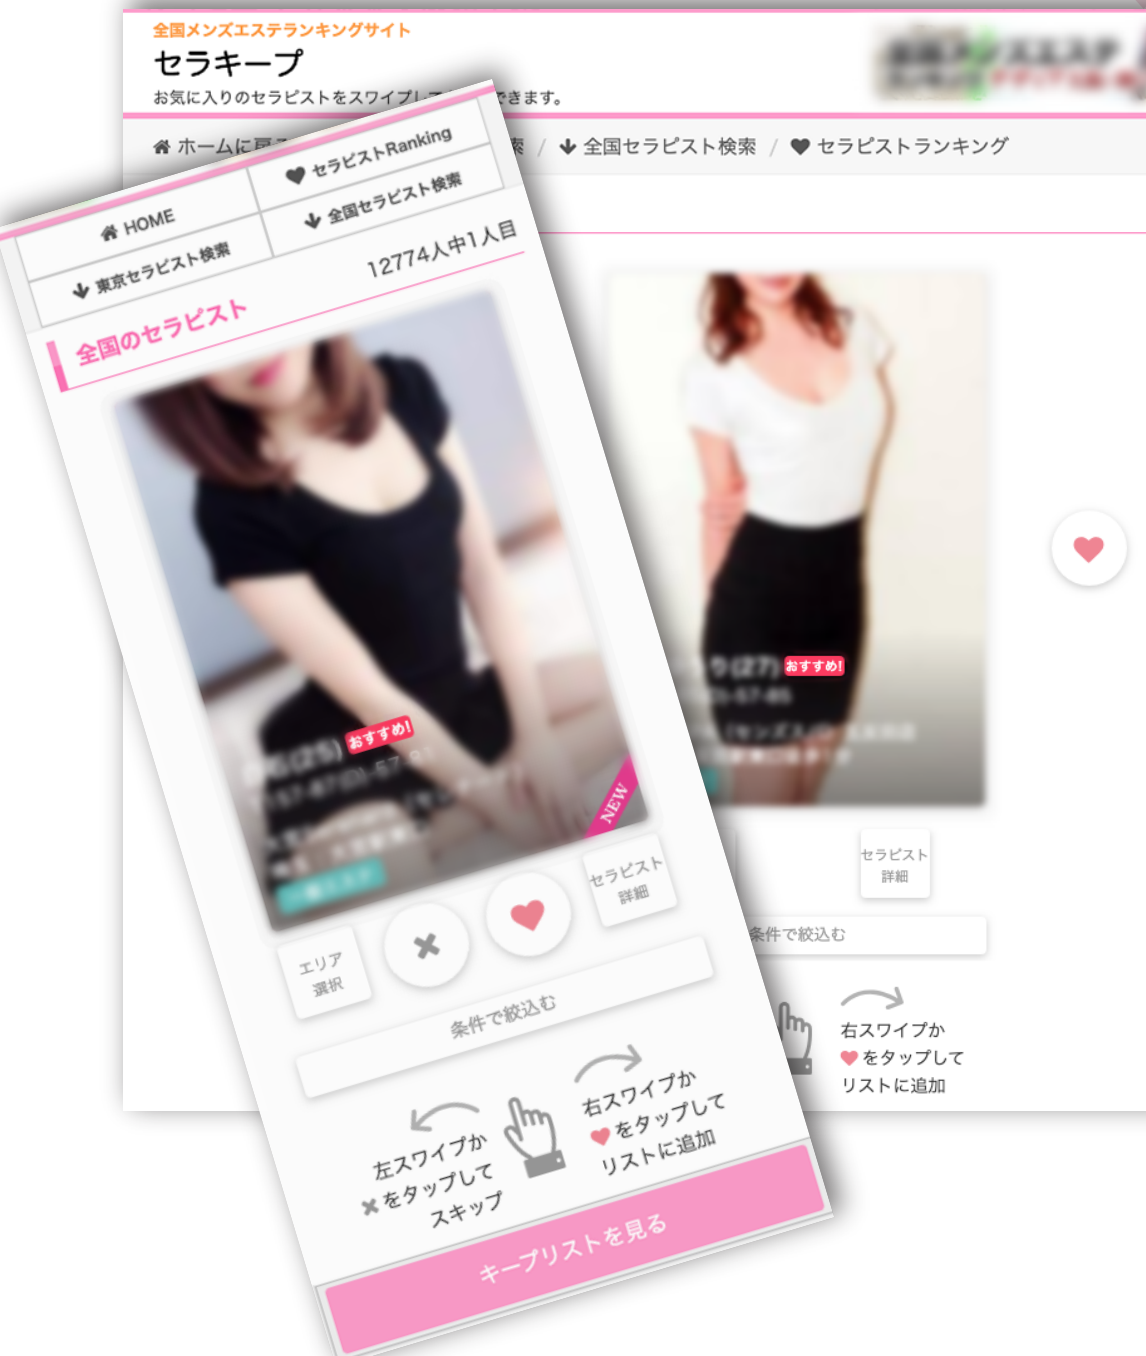 全国メンズエステランキングサイト
セラキープ
お気に入りのセラピストをスワイプして
できます。
ホームに戻る
索 / 全国セラピスト検索 / セラピストランキング
HOME
セラピストRanking
東京セラピスト検索
全国セラピスト検索
12774人中1人目
全国のセラピスト
(25) おすすめ!
NEW
エリア
選択
セラピスト
詳細
条件で絞込む
左スワイプか
をタップして
スキップ
右スワイプか
をタップして
リストに追加
キープリストを見る
り(27) おすすめ!
セラピスト
詳細
条件で絞込む
右スワイプか
をタップして
リストに追加